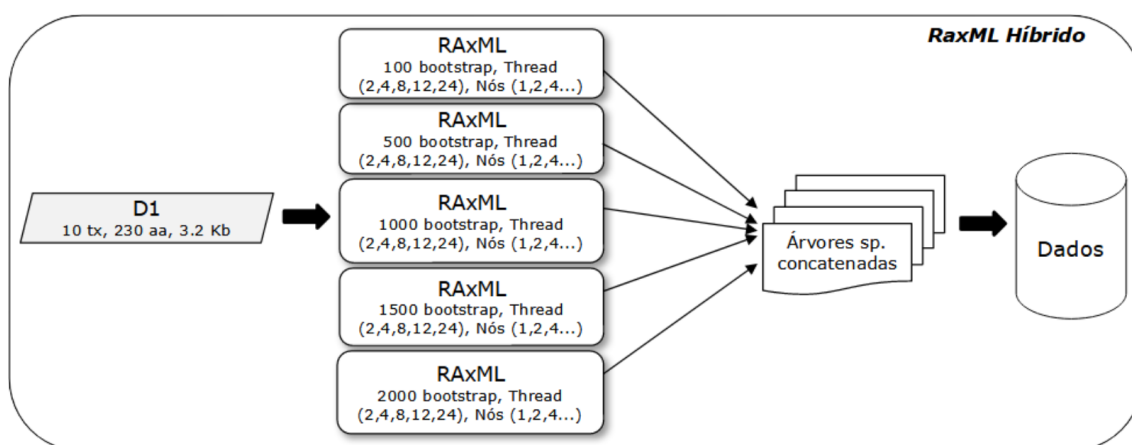 RaxML Híbrido
RAxML
100 bootstrap, Thread
(2,4,8,12,24), Nós (1,2,4...)
RAxML
500 bootstrap, Thread
(2,4,8,12,24), Nós (1,2,4...)
D1
10 tx, 230 aa, 3.2 Kb
RAxML
1000 bootstrap, Thread
(2,4,8,12,24), Nós (1,2,4...)
RAxML
1500 bootstrap, Thread
(2,4,8,12,24), Nós (1,2,4...)
RAxML
2000 bootstrap, Thread
(2,4,8,12,24), Nós (1,2,4...)
Árvores sp.
concatenadas
Dados